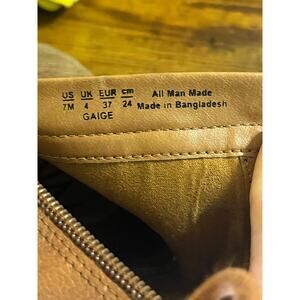 US UK EUR cm All Man Made
7M 4 37 24 Made in Bangladesh
GAIGE